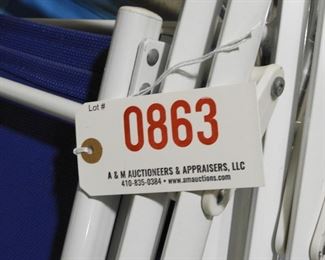 Lot #
0863
A & M AUCTIONEERS & APPRAISERS, LLC
410-835-0384 • www.amauctions.com